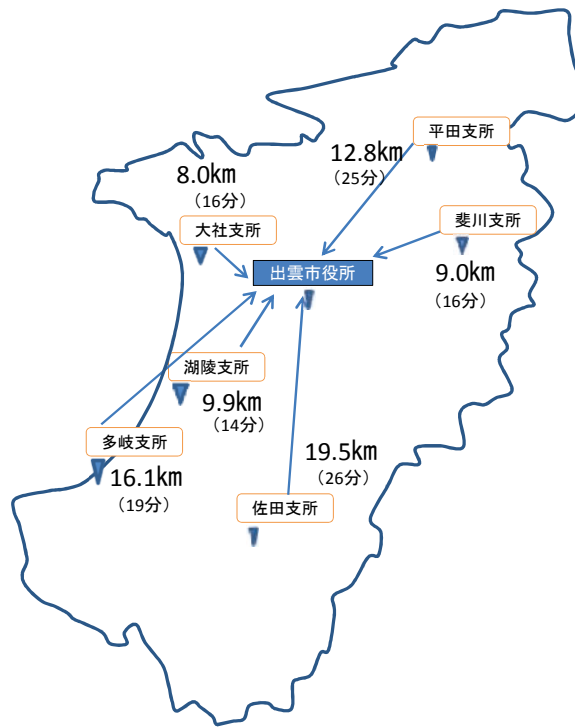 平田支所
12.8km
（25分）
8.0km
（16分）
大社支所
斐川支所
9.0km
（16分）
出雲市役所
湖陵支所
9.9km
（14分）
多岐支所
16.1km
（19分）
19.5km
（26分）
佐田支所